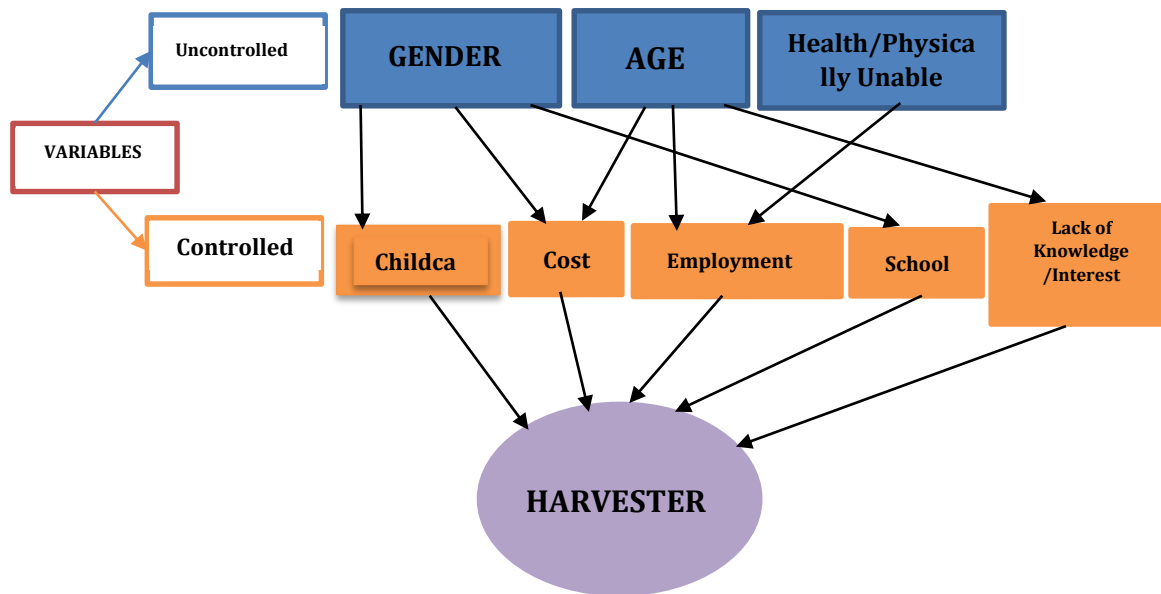 Uncontrolled
GENDER
AGE
Health/Physica
lly Unable
VARIABLES
Controlled
Childca
Cost
Employment
School
Lack of
Knowledge
/Interest
HARVESTER